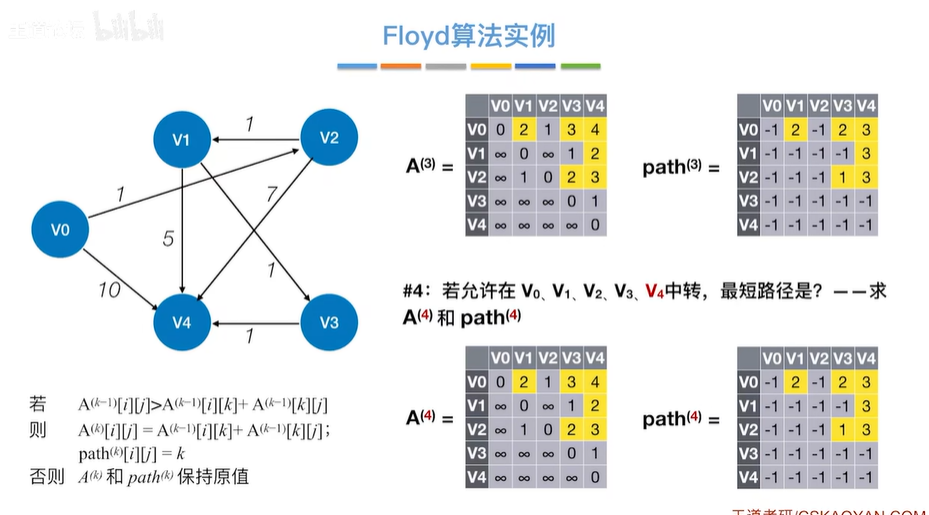 bilibili
Floyd算法实例
V0 V1 V2 V3 V4
V0 0 2 1 3 4
V1 ∞ 0 ∞ 1 2
V2 ∞ 1 0 2 3
V3 ∞ ∞ ∞ 0 1
V4 ∞ ∞ ∞ ∞ 0
A(3) =
V0 V1 V2 V3 V4
V0 -1 2 -1 2 3
V1 -1 -1 -1 -1 3
V2 -1 -1 -1 1 3
V3 -1 -1 -1 -1 -1
V4 -1 -1 -1 -1 -1
path(3) =
V1
1
V2
1
7
V0
5
1
10
V4
1
V3
#4：若允许在 V0、V1、V2、V3、V4中转，最短路径是？——求
A(4) 和 path(4)
V0 V1 V2 V3 V4
V0 0 2 1 3 4
V1 ∞ 0 ∞ 1 2
V2 ∞ 1 0 2 3
V3 ∞ ∞ ∞ 0 1
V4 ∞ ∞ ∞ ∞ 0
A(4) =
V0 V1 V2 V3 V4
V0 -1 2 -1 2 3
V1 -1 -1 -1 -1 3
V2 -1 -1 -1 1 3
V3 -1 -1 -1 -1 -1
V4 -1 -1 -1 -1 -1
path(4) =
若 A(k-1)[i][j]>A(k-1)[i][k]+ A(k-1)[k][j]
则 A(k)[i][j] = A(k-1)[i][k]+ A(k-1)[k][j]；
path(k)[i][j] = k
否则 A(k) 和 path(k) 保持原值
王道考研/CSKAOYAN.COM